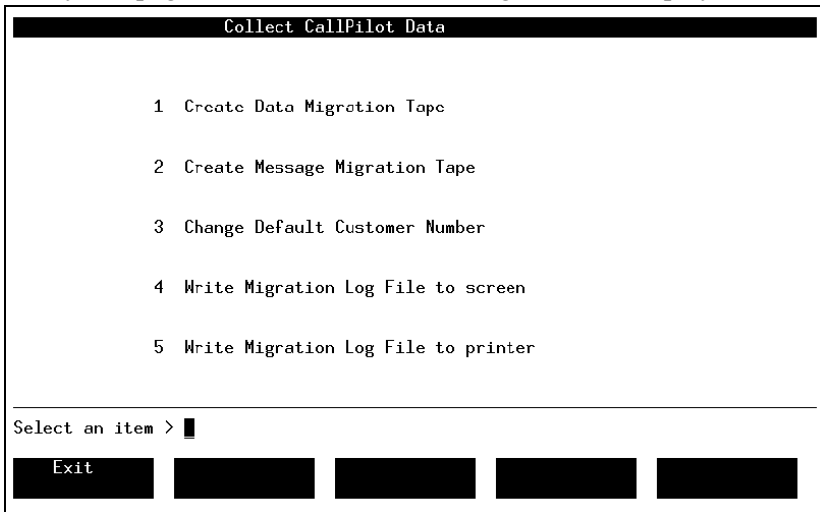 Collect CallPilot Data
1 Create Data Migration Tape
2 Create Message Migration Tape
3 Change Default Customer Number
4 Write Migration Log File to screen
5 Write Migration Log File to printer
Select an item >
Exit